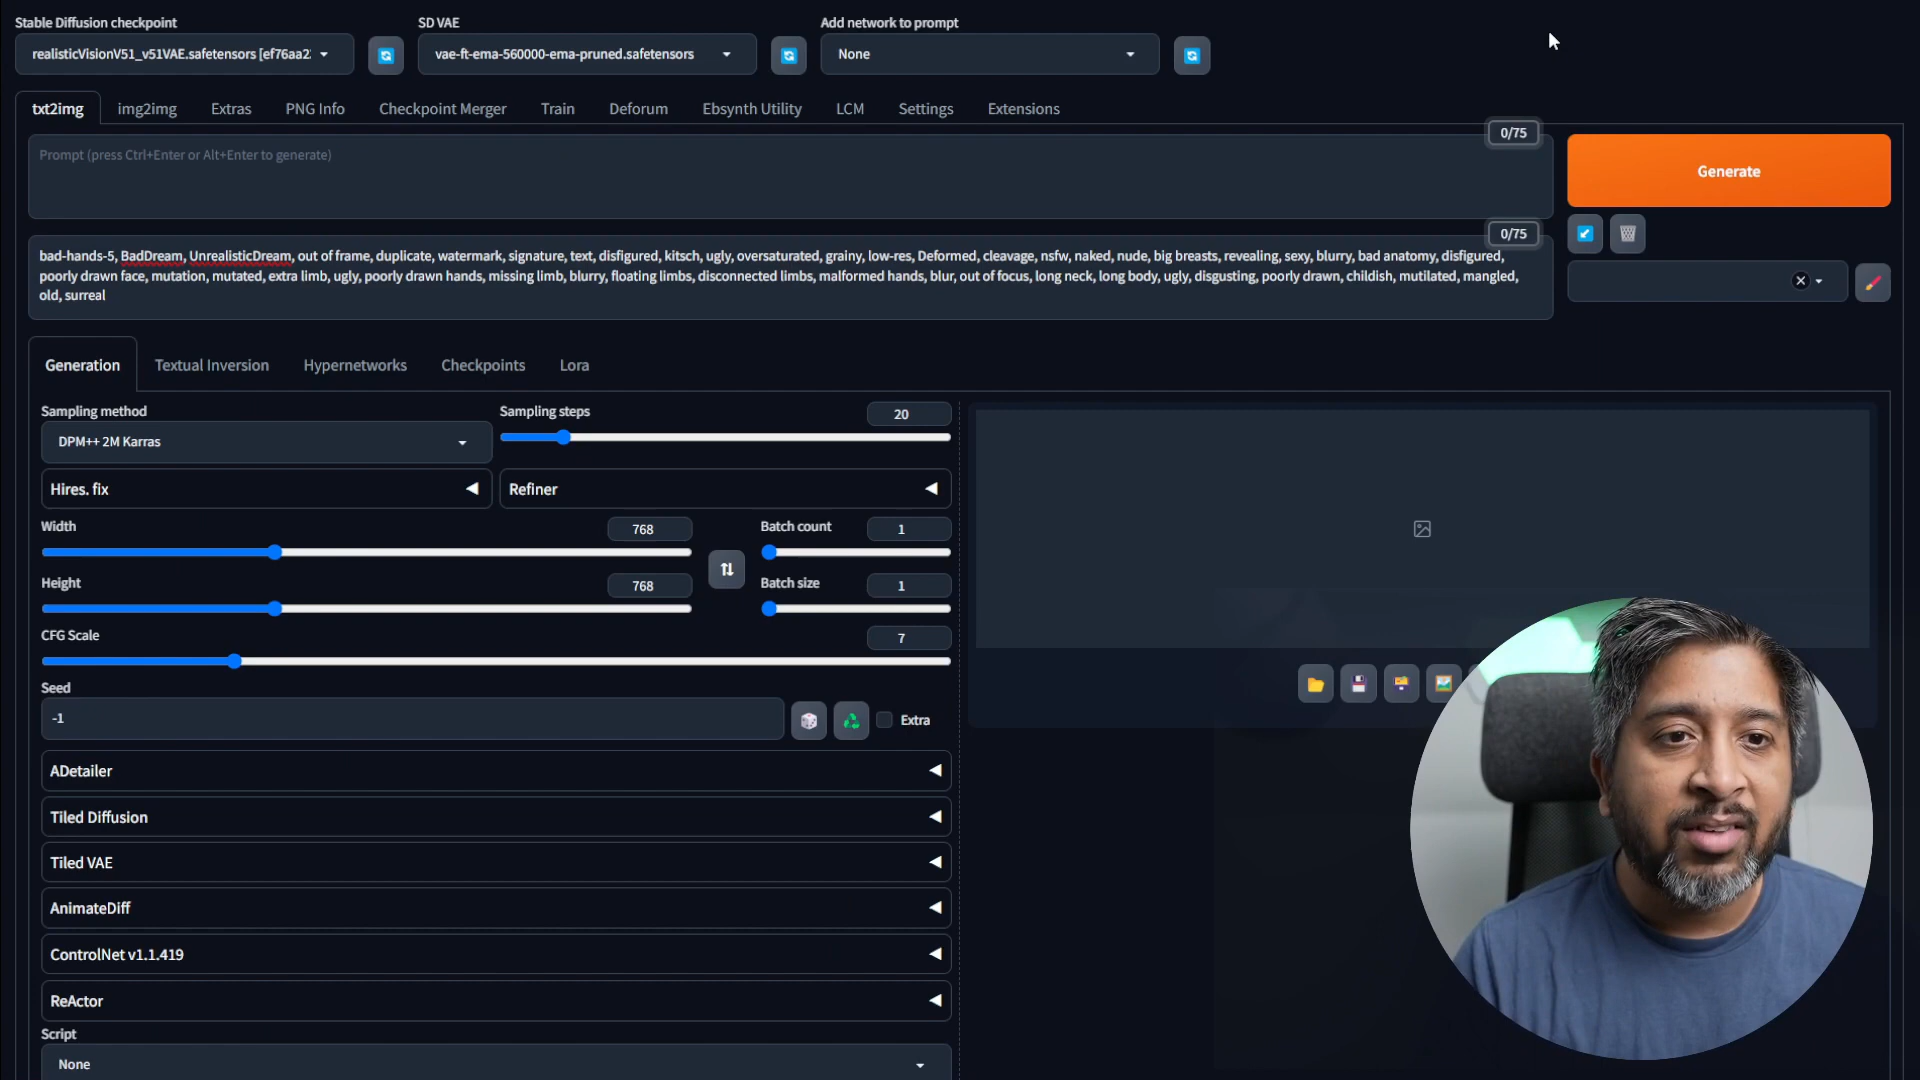 Stable Diffusion checkpoint
SD VAE
Add network to prompt
realisticVisionV51_v51VAE.safetensors [ef76aa2
vae-ft-ema-560000-ema-pruned.safetensors
None
txt2img
img2img
Extras
PNG Info
Checkpoint Merger
Train
Deforum
Ebsynth Utility
LCM
Settings
Extensions
0/75
Prompt (press Ctrl+Enter or Alt+Enter to generate)
Generate
0/75
bad-hands-5, BadDream, UnrealisticDream, out of frame, duplicate, watermark, signature, text, disfigured, kitsch, ugly, oversaturated, grainy, low-res, Deformed, cleavage, nsfw, naked, nude, big breasts, revealing, sexy, blurry, bad anatomy, disfigured,
poorly drawn face, mutation, mutated, extra limb, ugly, poorly drawn hands, missing limb, blurry, floating limbs, disconnected limbs, malformed hands, blur, out of focus, long neck, long body, ugly, disgusting, poorly drawn, childish, mutilated, mangled,
old, surreal
Generation
Textual Inversion
Hypernetworks
Checkpoints
Lora
Sampling method
Sampling steps
20
DPM++ 2M Karras
Hires. fix
Refiner
Width
768
Batch count
1
Height
768
Batch size
1
CFG Scale
7
Seed
-1
Extra
ADetailer
Tiled Diffusion
Tiled VAE
AnimateDiff
ControlNet v1.1.419
ReActor
Script
None